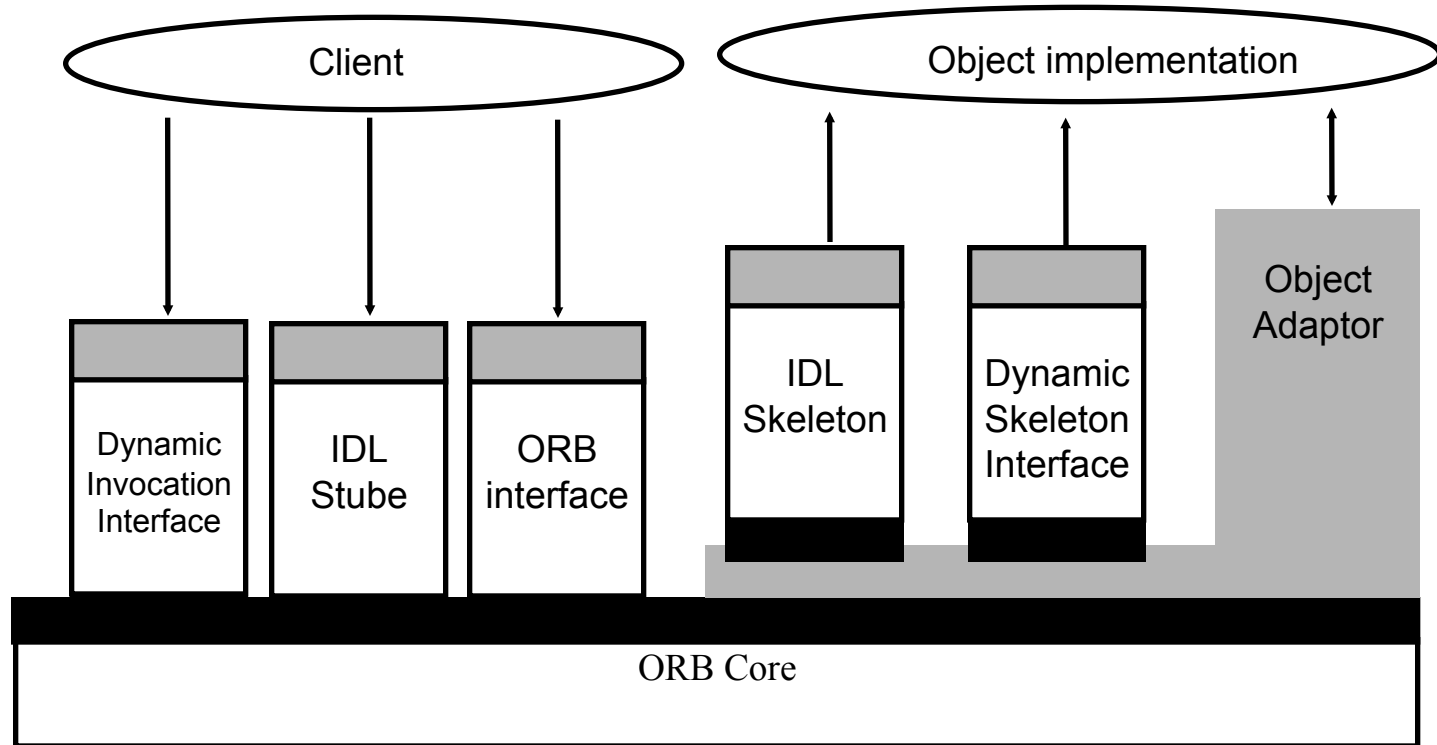 Client
Object implementation
Dynamic
Invocation
Interface
IDL
Stube
ORB
interface
IDL
Skeleton
Dynamic
Skeleton
Interface
Object
Adaptor
ORB Core